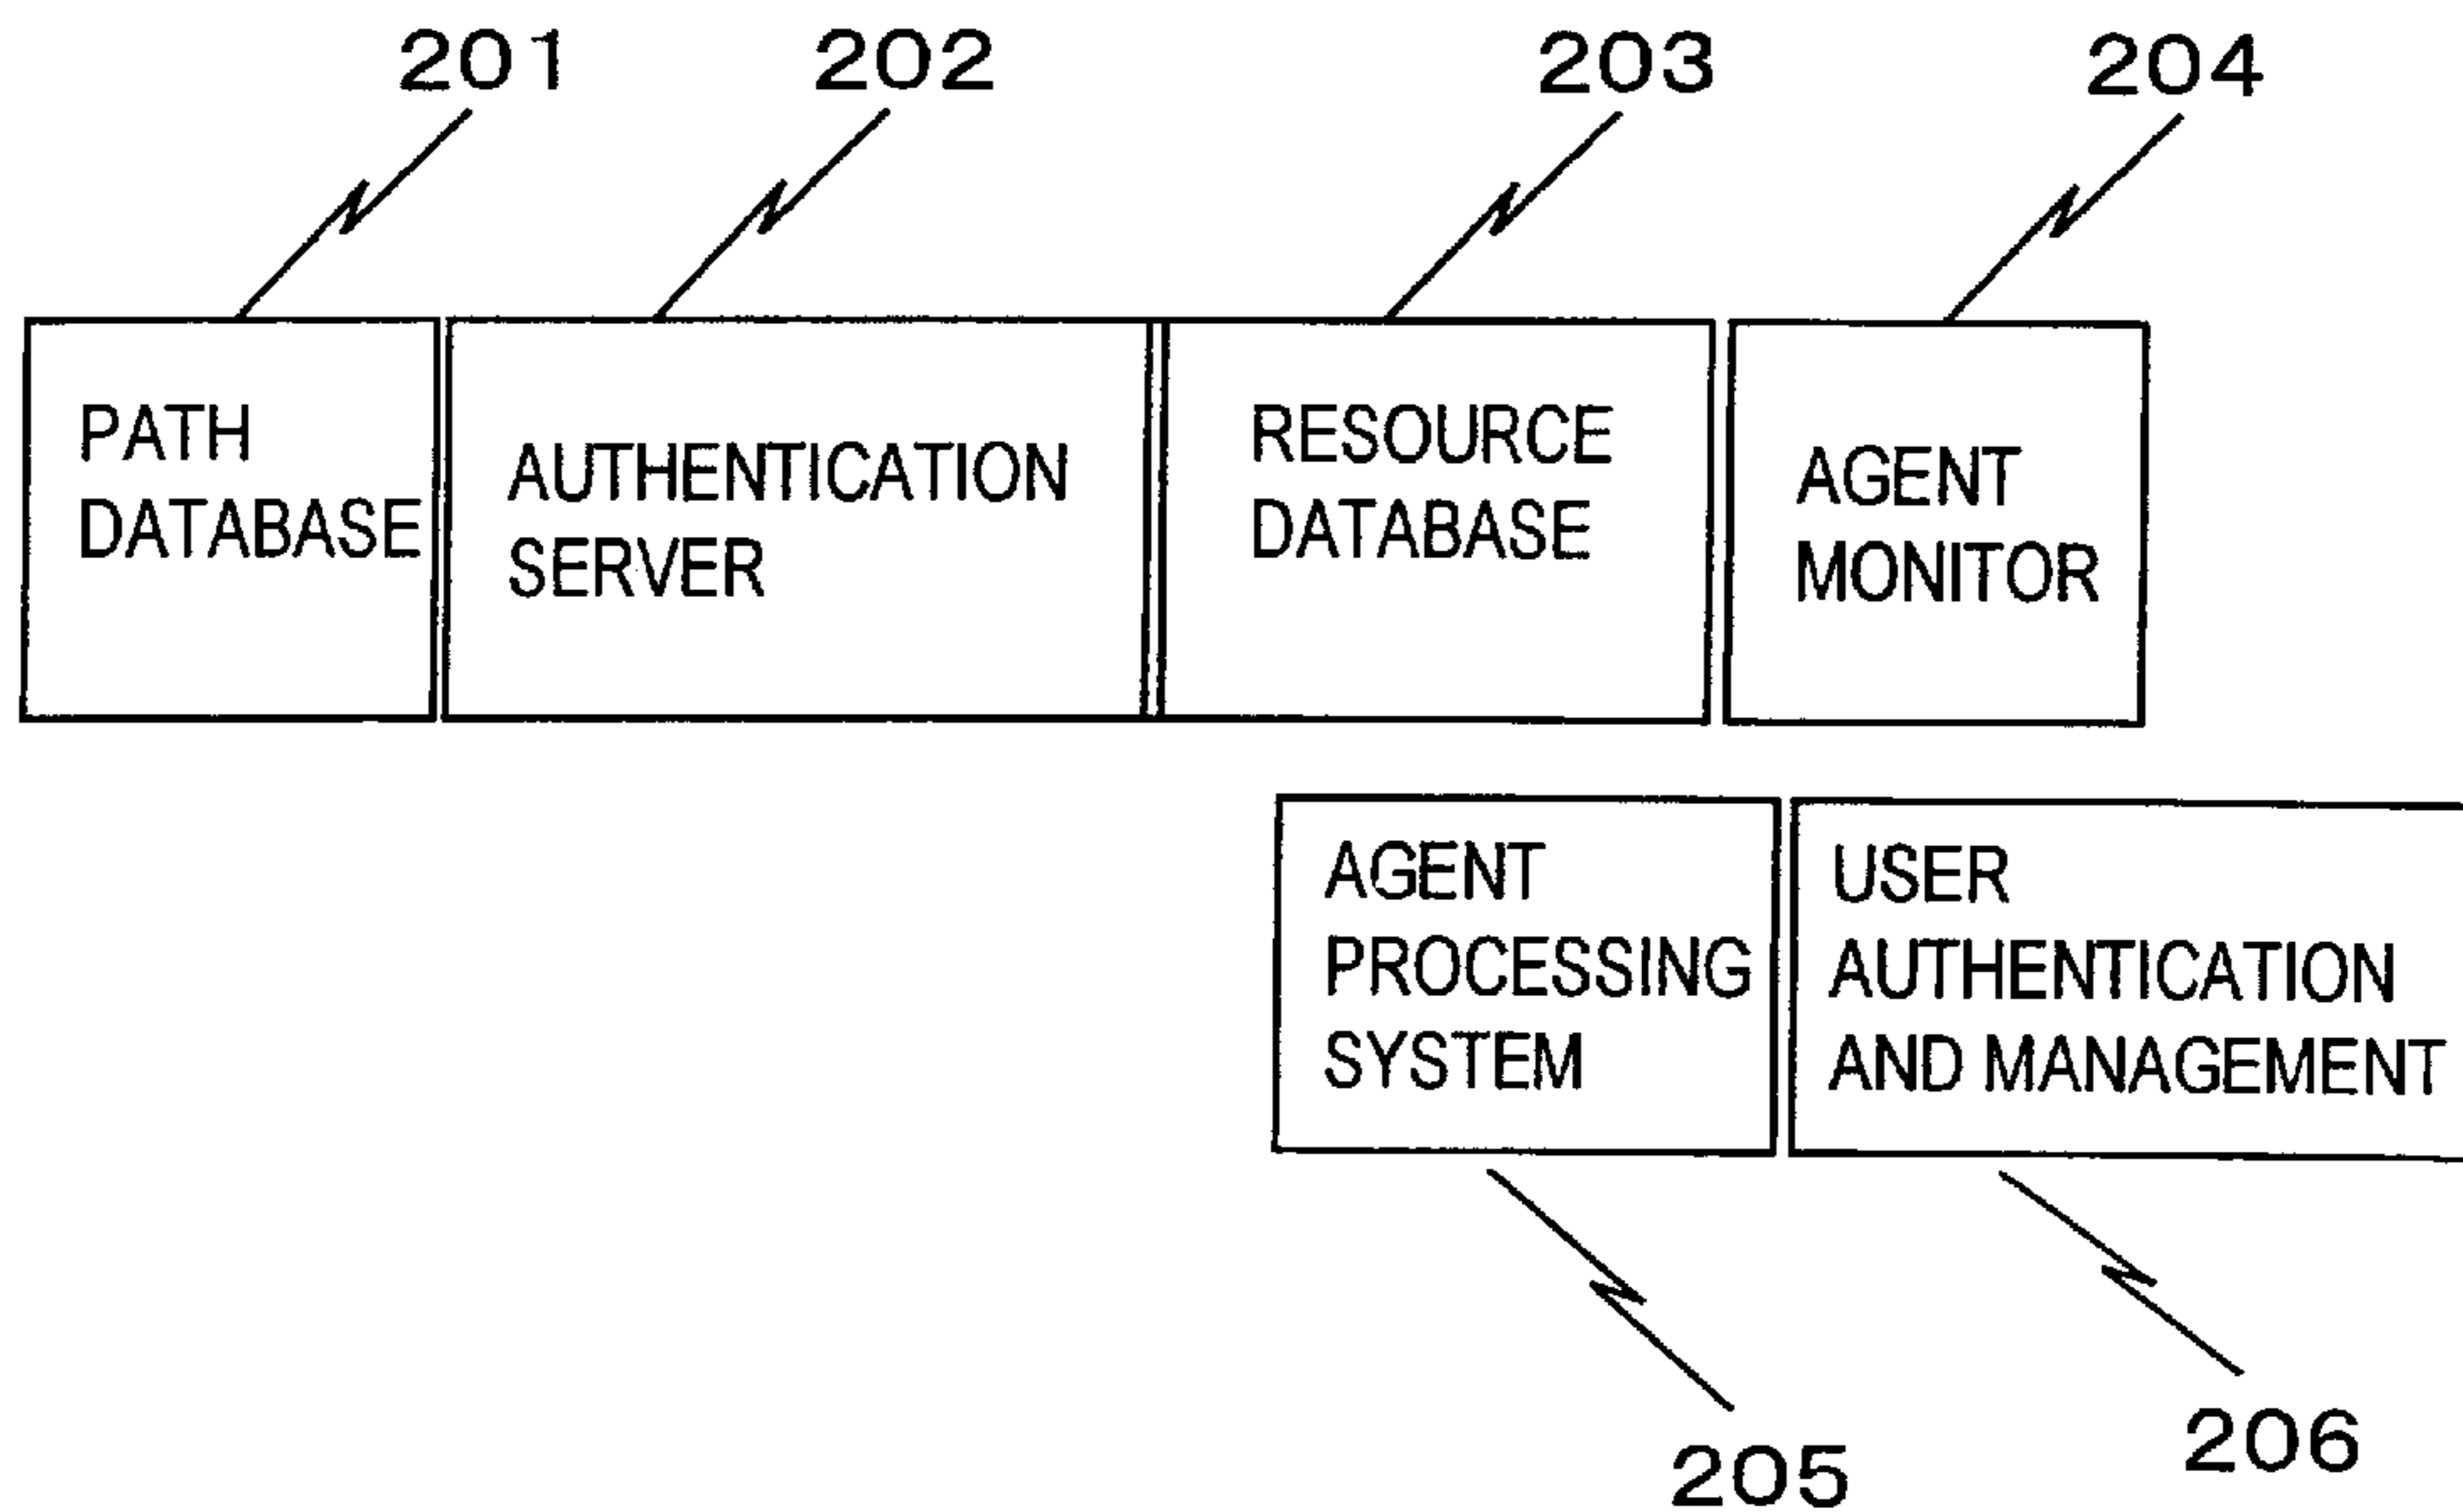 201
202
203
204
PATH
DATABASE
AUTHENTICATION
SERVER
RESOURCE
DATABASE
AGENT
MONITOR
AGENT
PROCESSING
SYSTEM
USER
AUTHENTICATION
AND MANAGEMENT
205
206